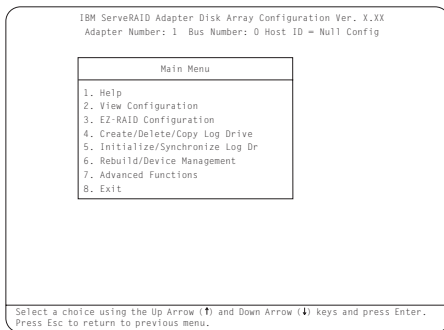 IBM ServeRAID Adapter Disk Array Configuration Ver. X.XX
Adapter Number: 1 Bus Number: 0 Host ID = Null Config
Main Menu
1. Help
2. View Configuration
3. EZ-RAID Configuration
4. Create/Delete/Copy Log Drive
5. Initialize/Synchronize Log Dr
6. Rebuild/Device Management
7. Advanced Functions
8. Exit
Select a choice using the Up Arrow (↑) and Down Arrow (↓) keys and press Enter.
Press Esc to return to previous menu.